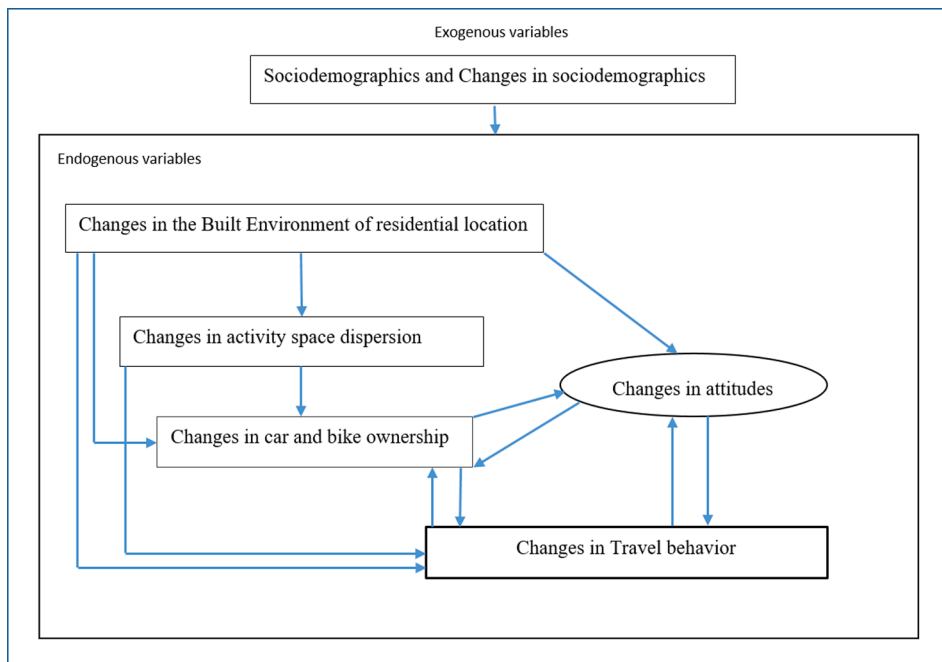 Exogenous variables
Sociodemographics and Changes in sociodemographics
Endogenous variables
Changes in the Built Environment of residential location
Changes in activity space dispersion
Changes in attitudes
Changes in car and bike ownership
Changes in Travel behavior